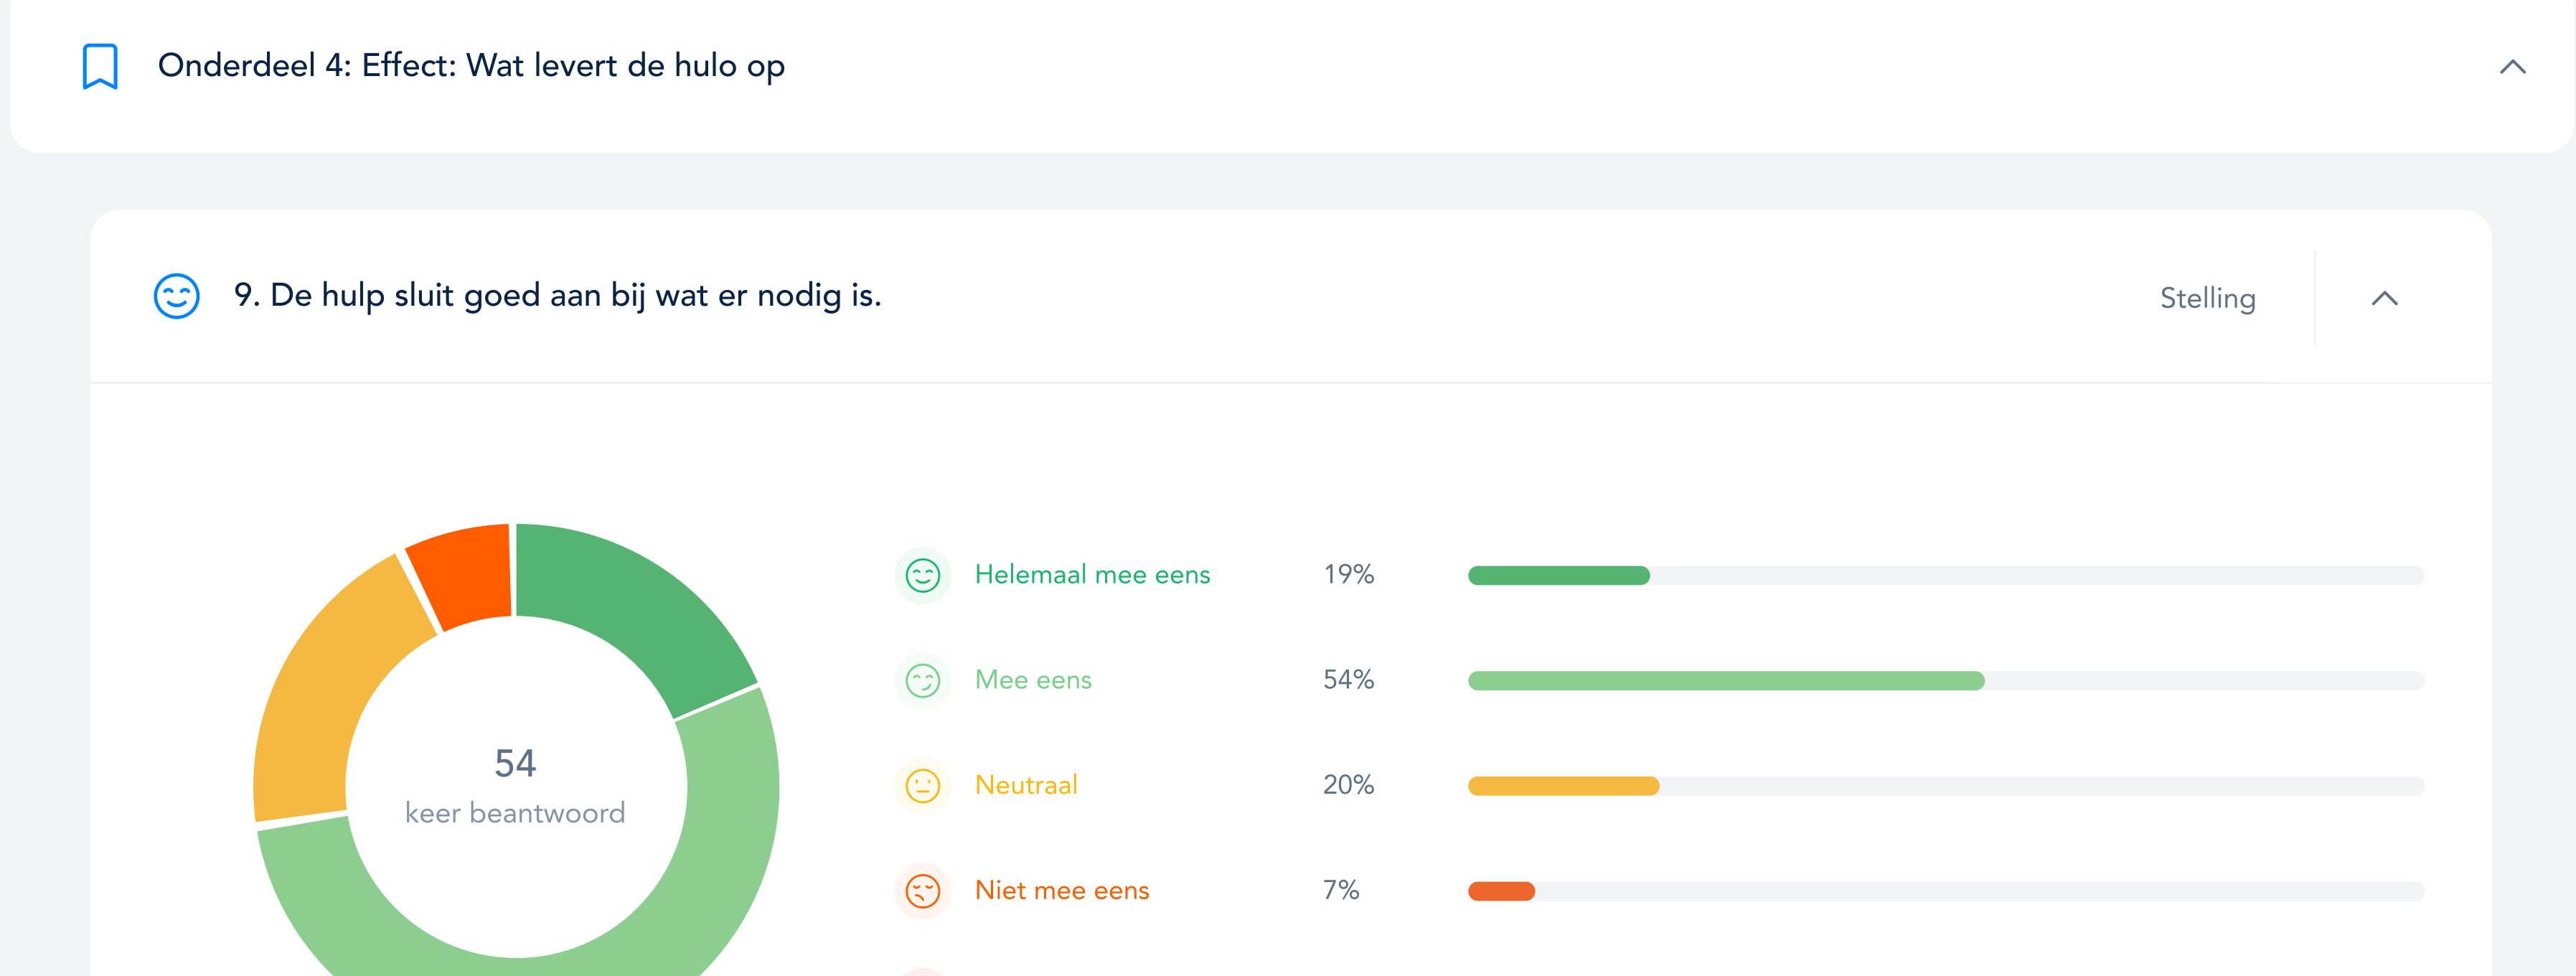 Onderdeel 4: Effect: Wat levert de hulo op
9. De hulp sluit goed aan bij wat er nodig is.
Stelling
54
keer beantwoord
Helemaal mee eens 19%
Mee eens 54%
Neutraal 20%
Niet mee eens 7%